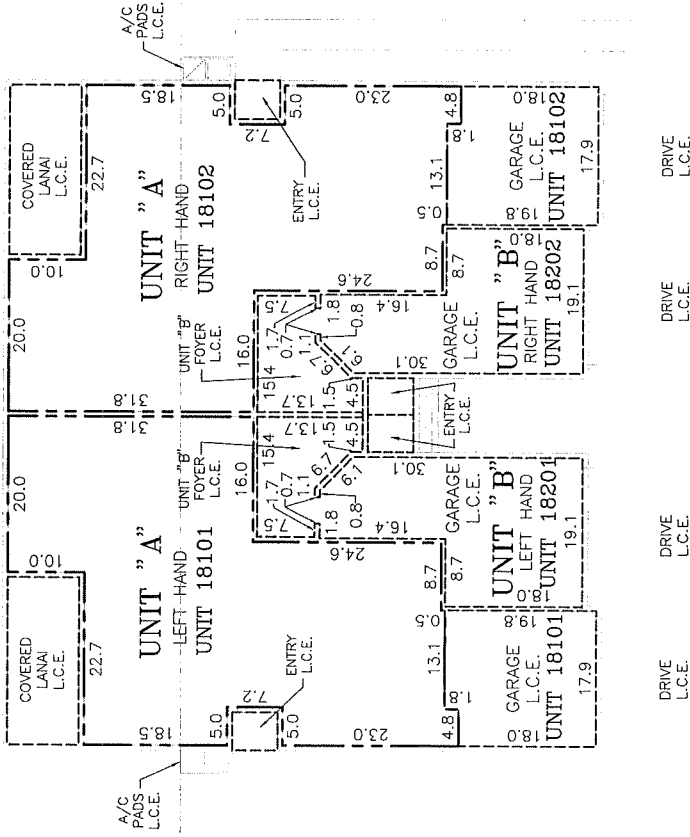 A/C
PADS
L.C.E.
COVERED
LANAI
L.C.E.
10.0
22.7
18.5
20.0
UNIT "A"
LEFT HAND
UNIT 18101
31.8
7.2
5.0
5.0
ENTRY
L.C.E.
23.0
4.8
1.8
13.1
0.5
GARAGE
L.C.E.
UNIT 18101
18.0
19.8
17.9
UNIT "B"
FOYER
L.C.E.
16.0
15.4
7.5
1.7
0.7
1.1
1.8
0.8
6.7
6.1
13.7
1.5
4.5
24.6
16.4
8.7
8.7
30.1
GARAGE
L.C.E.
UNIT "B"
LEFT HAND
UNIT 18201
18.0
19.1
ENTRY
L.C.E.
20.0
10.0
COVERED
LANAI
L.C.E.
22.7
18.5
A/C
PADS
L.C.E.
UNIT "A"
RIGHT HAND
UNIT 18102
31.8
5.0
7.2
5.0
ENTRY
L.C.E.
23.0
4.8
1.8
13.1
0.5
GARAGE
L.C.E.
UNIT 18102
18.0
19.8
17.9
UNIT "B"
FOYER
L.C.E.
16.0
15.4
7.5
1.7
0.7
1.1
1.8
0.8
6.7
6.1
13.7
1.5
4.5
24.6
16.4
8.7
8.7
30.1
GARAGE
L.C.E.
UNIT "B"
RIGHT HAND
UNIT 18202
18.0
19.1
DRIVE
L.C.E.
DRIVE
L.C.E.
DRIVE
L.C.E.
DRIVE
L.C.E.